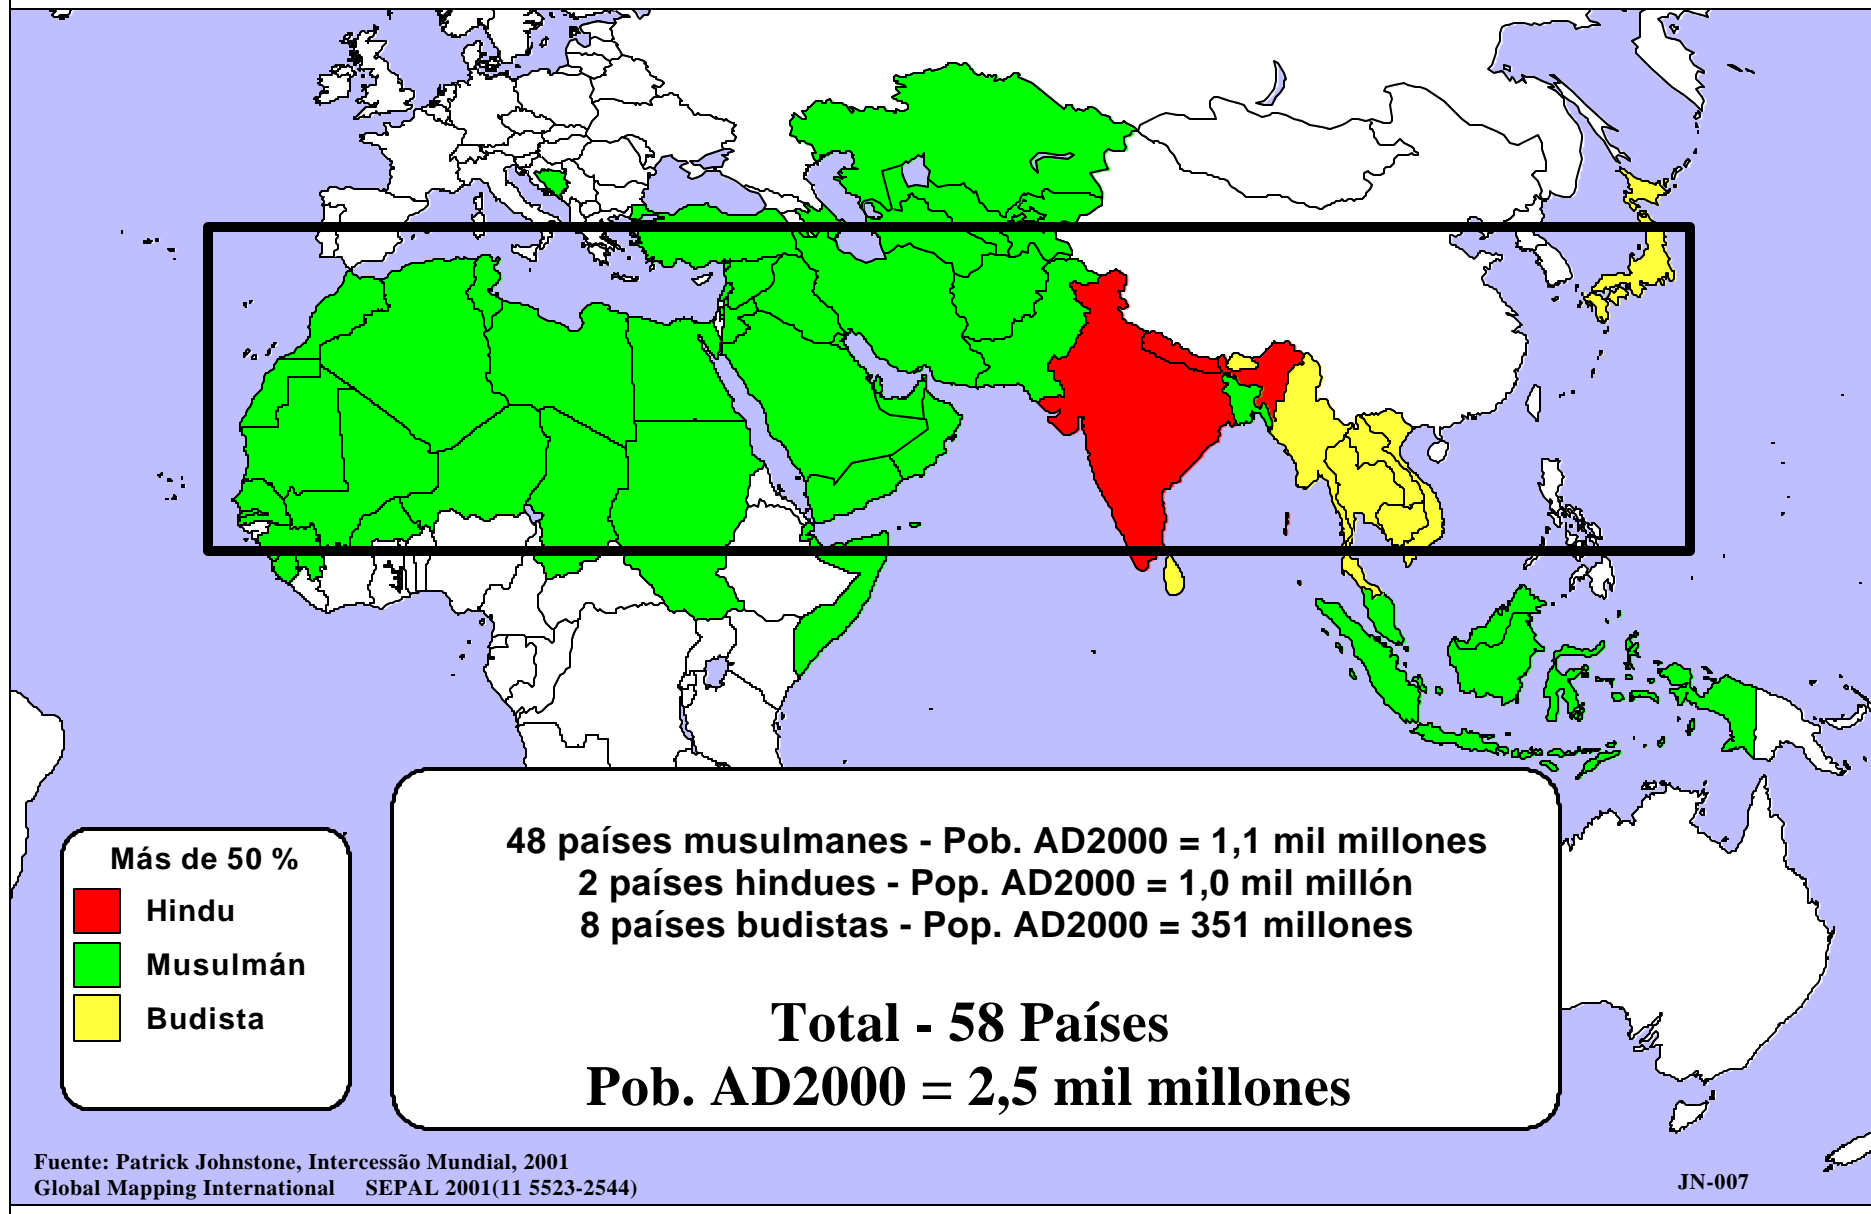 48 países musulmanes - Pob. AD2000 = 1,1 mil millones
2 países hindues - Pop. AD2000 = 1,0 mil millón
8 países budistas - Pop. AD2000 = 351 millones
Total - 58 Países
Pob. AD2000 = 2,5 mil millones
Más de 50 %
Hindu
Musulmán
Budista
Fuente: Patrick Johnstone, Intercessão Mundial, 2001
Global Mapping International SEPAL 2001(11 5523-2544)
JN-007